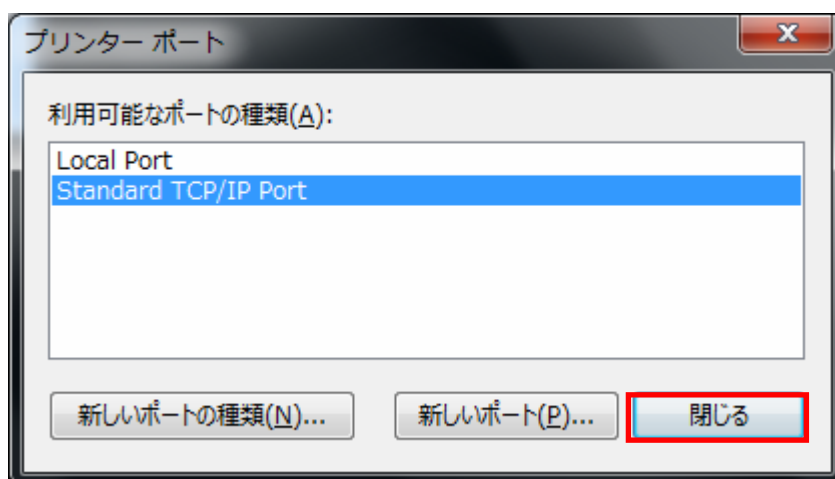 プリンター ポート
利用可能なポートの種類(A):
Local Port
Standard TCP/IP Port
新しいポートの種類(N)... 新しいポート(P)... 閉じる